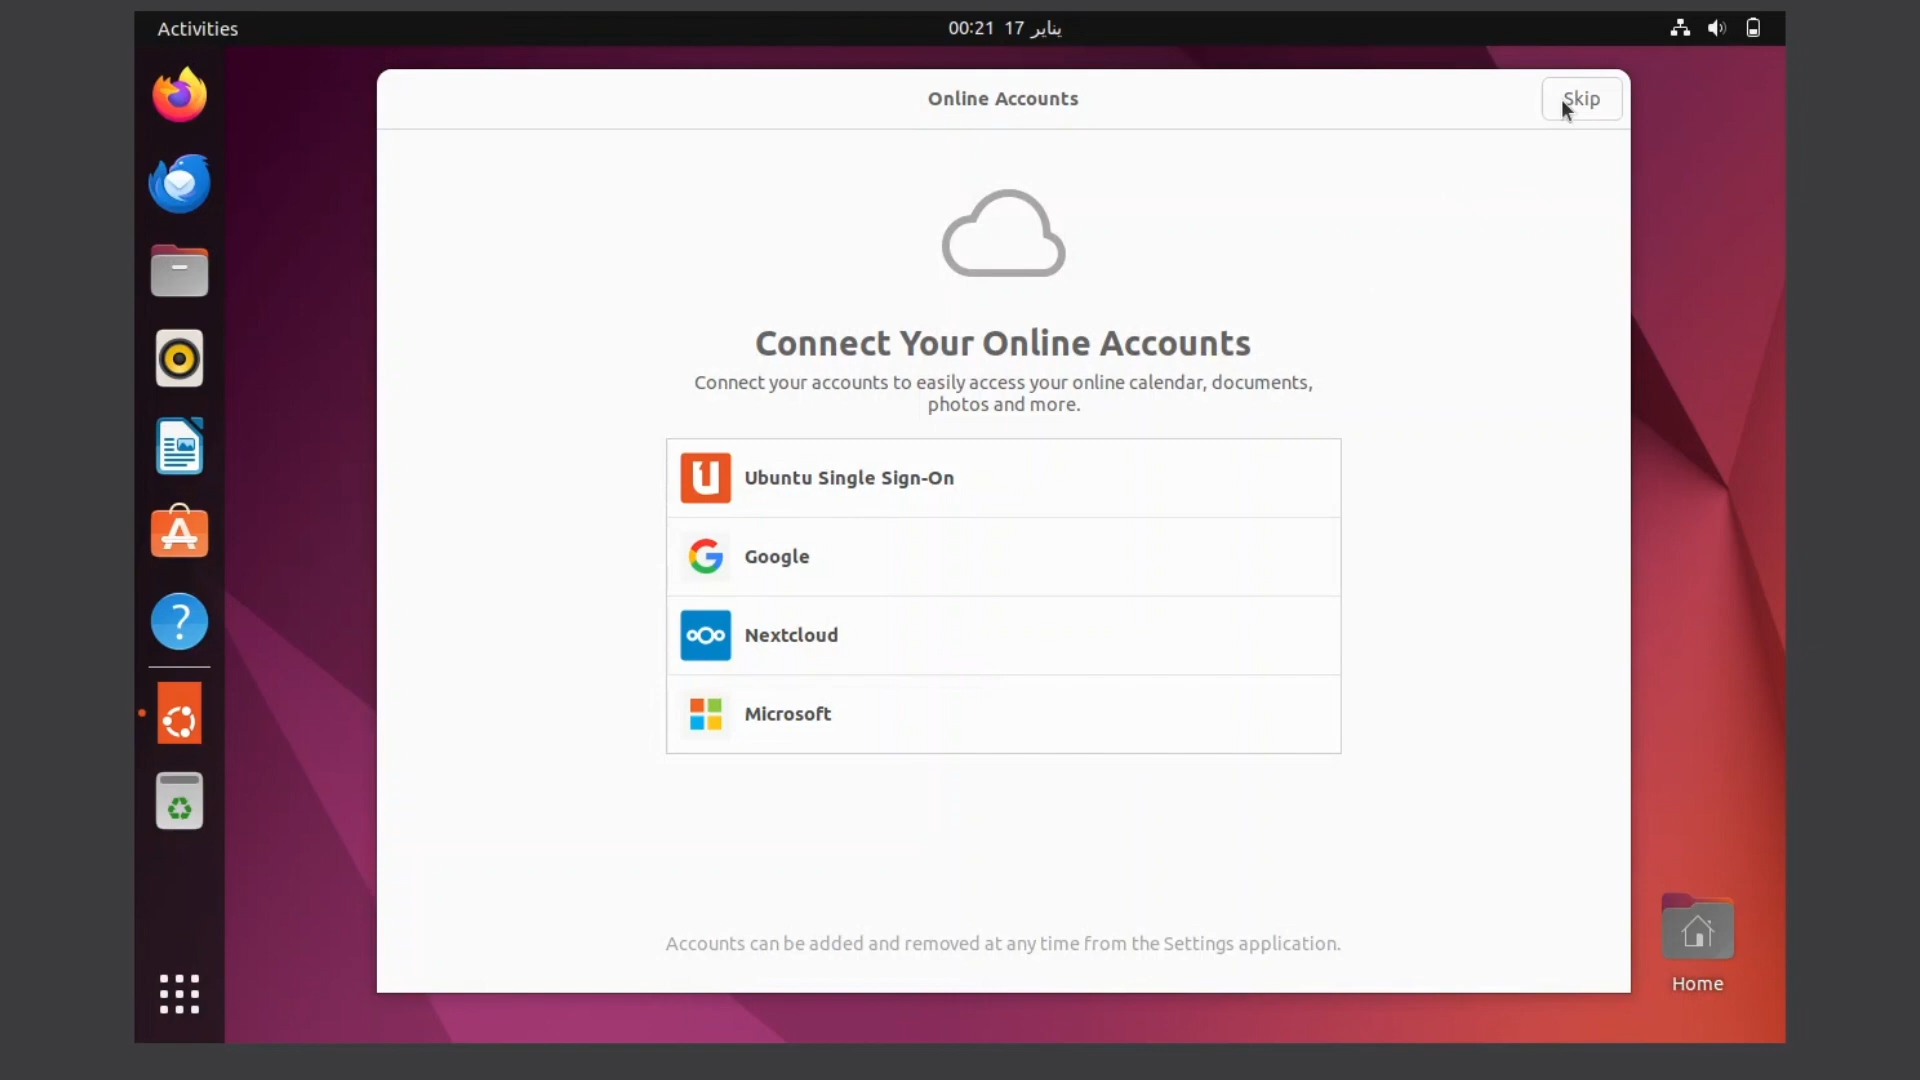 Activities
00:21 17 يناير
Online Accounts
Skip
Connect Your Online Accounts
Connect your accounts to easily access your online calendar, documents,
photos and more.
Ubuntu Single Sign-On
Google
Nextcloud
Microsoft
Accounts can be added and removed at any time from the Settings application.
Home